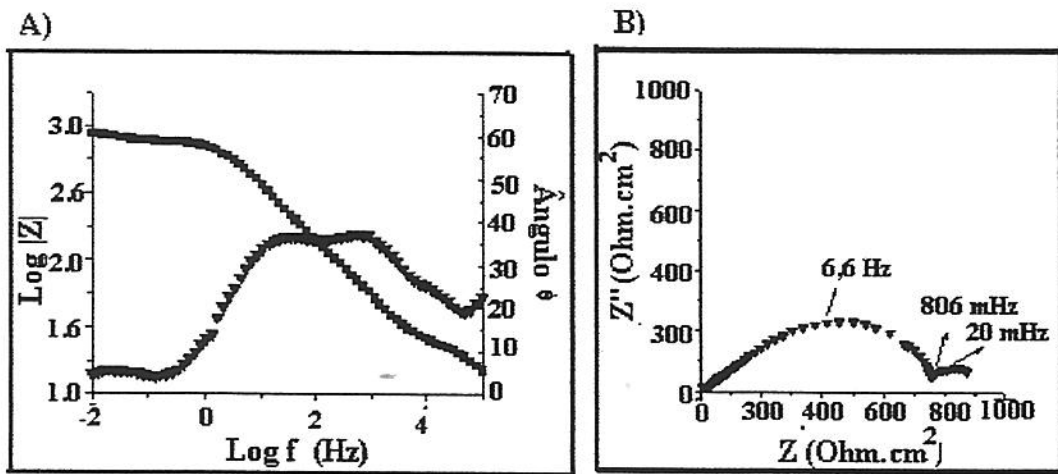 A)
B)
3.0
2.6
2.0
1.6
1.0
Log |Z|
-2
0
2
4
Log f (Hz)
70
60
50
40
30
20
10
0
Ângulo ϕ
1000
800
600
400
300
0
Z" (Ohm.cm²)
6,6 Hz
806 mHz
20 mHz
0
300
400
600
800
1000
Z (Ohm.cm²)